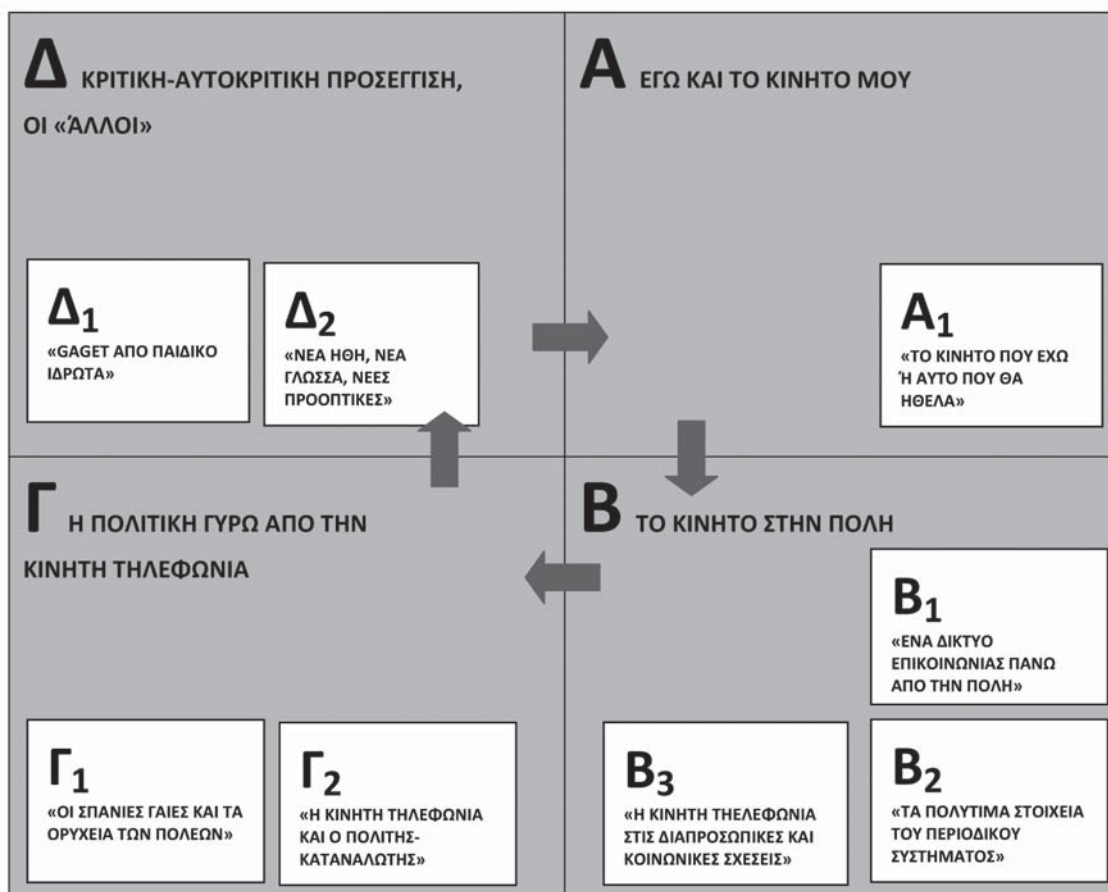 Δ ΚΡΙΤΙΚΗ-ΑΥΤΟΚΡΙΤΙΚΗ ΠΡΟΣΕΓΓΙΣΗ,
ΟΙ «ΆΛΛΟΙ»
Δ1
«GAGET ΑΠΟ ΠΑΙΔΙΚΟ
ΙΔΡΩΤΑ»
Δ2
«ΝΕΑ ΗΘΗ, ΝΕΑ
ΓΛΩΣΣΑ, ΝΕΕΣ
ΠΡΟΟΠΤΙΚΕΣ»
Α ΕΓΩ ΚΑΙ ΤΟ ΚΙΝΗΤΟ ΜΟΥ
Α1
«ΤΟ ΚΙΝΗΤΟ ΠΟΥ ΕΧΩ
Ή ΑΥΤΟ ΠΟΥ ΘΑ
ΗΘΕΛΑ»
Γ Η ΠΟΛΙΤΙΚΗ ΓΥΡΩ ΑΠΟ ΤΗΝ
ΚΙΝΗΤΗ ΤΗΛΕΦΩΝΙΑ
Γ1
«ΟΙ ΣΠΑΝΙΕΣ ΓΑΙΕΣ ΚΑΙ ΤΑ
ΟΡΥΧΕΙΑ ΤΩΝ ΠΟΛΕΩΝ»
Γ2
«Η ΚΙΝΗΤΗ ΤΗΛΕΦΩΝΙΑ
ΚΑΙ Ο ΠΟΛΙΤΗΣ-
ΚΑΤΑΝΑΛΩΤΗΣ»
Β ΤΟ ΚΙΝΗΤΟ ΣΤΗΝ ΠΟΛΗ
Β1
«ΕΝΑ ΔΙΚΤΥΟ
ΕΠΙΚΟΙΝΩΝΙΑΣ ΠΑΝΩ
ΑΠΟ ΤΗΝ ΠΟΛΗ»
Β3
«Η ΚΙΝΗΤΗ ΤΗΕΛΕΦΩΝΙΑ
ΣΤΙΣ ΔΙΑΠΡΟΣΩΠΙΚΕΣ ΚΑΙ
ΚΟΙΝΩΝΙΚΕΣ ΣΧΕΣΕΙΣ»
Β2
«ΤΑ ΠΟΛΥΤΙΜΑ ΣΤΟΙΧΕΙΑ
ΤΟΥ ΠΕΡΙΟΔΙΚΟΥ
ΣΥΣΤΗΜΑΤΟΣ»